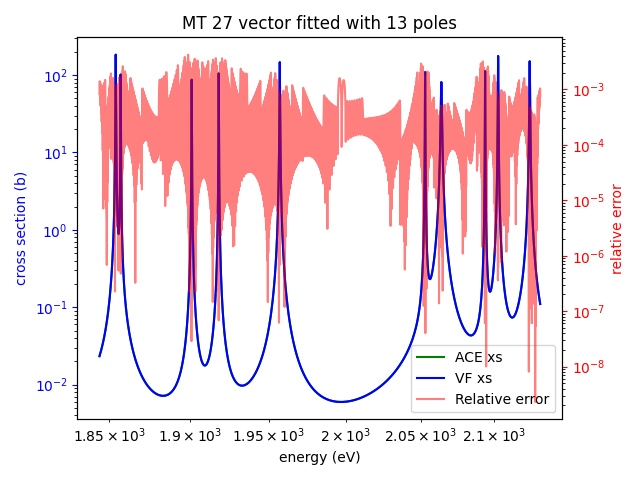 MT 27 vector fitted with 13 poles
cross section (b)
10²
10¹
10⁰
10⁻¹
10⁻²
10⁻³
10⁻⁴
10⁻⁵
10⁻⁶
10⁻⁷
10⁻⁸
relative error
ACE xs
VF xs
Relative error
1.85 × 10³ 1.9 × 10³ 1.95 × 10³ 2 × 10³ 2.05 × 10³ 2.1 × 10³
energy (eV)